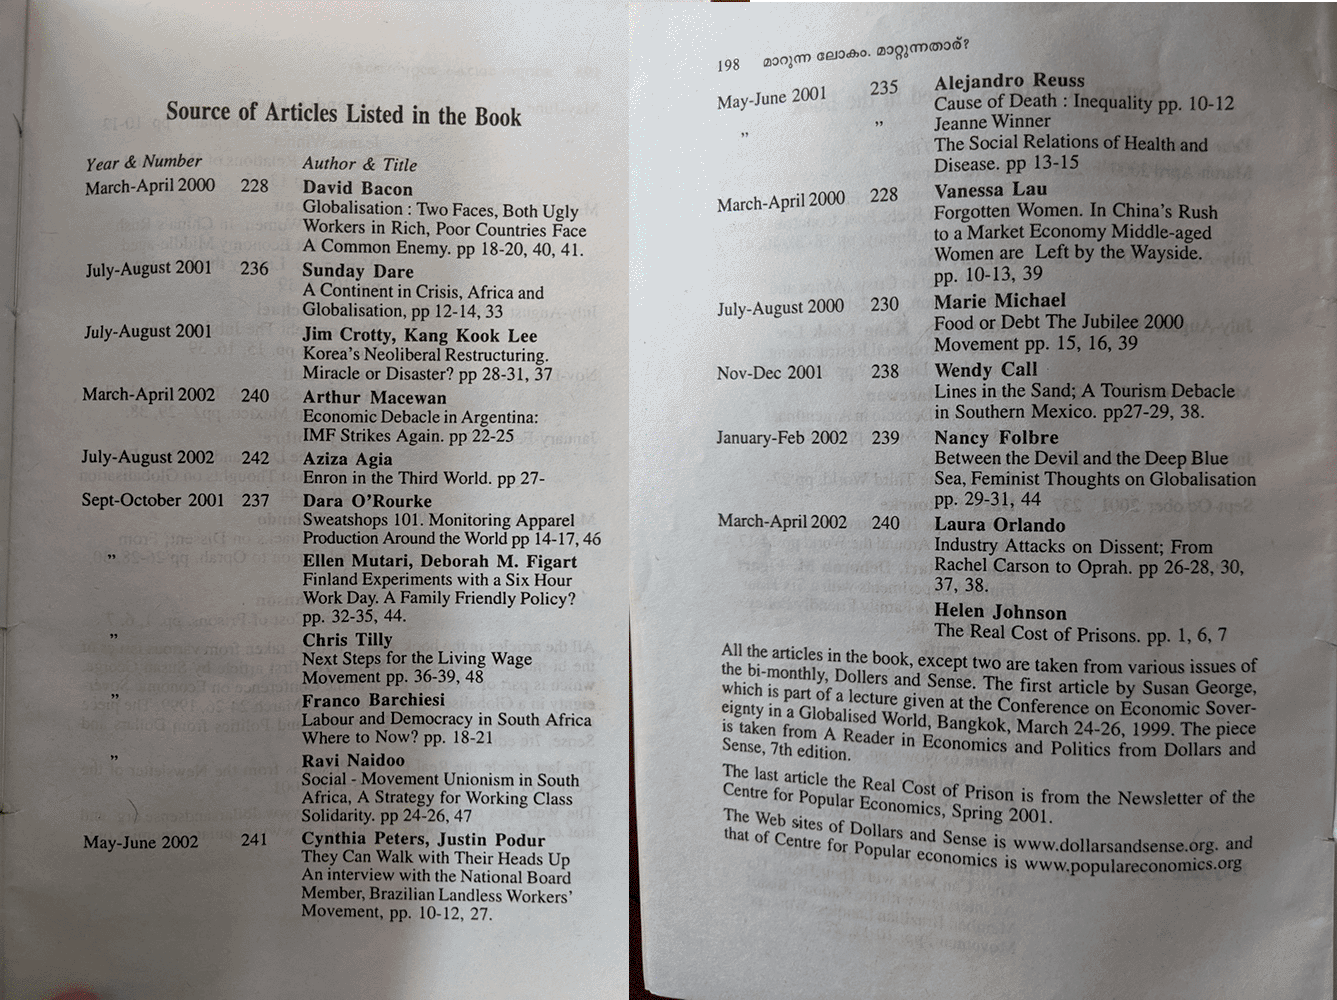 Source of Articles Listed in the Book
Year & Number Author & Title
March-April 2000 228 David Bacon
Globalisation : Two Faces, Both Ugly
Workers in Rich, Poor Countries Face
A Common Enemy. pp 18-20, 40, 41.
July-August 2001 236 Sunday Dare
A Continent in Crisis, Africa and
Globalisation, pp 12-14, 33
July-August 2001 Jim Crotty, Kang Kook Lee
Korea's Neoliberal Restructuring.
Miracle or Disaster? pp 28-31, 37
March-April 2002 240 Arthur Macewan
Economic Debacle in Argentina:
IMF Strikes Again. pp 22-25
July-August 2002 242 Aziza Agia
Enron in the Third World. pp 27-
Sept-October 2001 237 Dara O'Rourke
Sweatshops 101. Monitoring Apparel
Production Around the World pp 14-17, 46
" Ellen Mutari, Deborah M. Figart
Finland Experiments with a Six Hour
Work Day. A Family Friendly Policy?
pp. 32-35, 44.
" Chris Tilly
Next Steps for the Living Wage
Movement pp. 36-39, 48
" Franco Barchiesi
Labour and Democracy in South Africa
Where to Now? pp. 18-21
" Ravi Naidoo
Social - Movement Unionism in South
Africa, A Strategy for Working Class
Solidarity. pp 24-26, 47
May-June 2002 241 Cynthia Peters, Justin Podur
They Can Walk with Their Heads Up
An interview with the National Board
Member, Brazilian Landless Workers'
Movement, pp. 10-12, 27.
198 മാറുന്ന ലോകം. മാറ്റുന്നതാര്?
May-June 2001 235 Alejandro Reuss
Cause of Death : Inequality pp. 10-12
" " Jeanne Winner
The Social Relations of Health and
Disease. pp 13-15
March-April 2000 228 Vanessa Lau
Forgotten Women. In China's Rush
to a Market Economy Middle-aged
Women are Left by the Wayside.
pp. 10-13, 39
July-August 2000 230 Marie Michael
Food or Debt The Jubilee 2000
Movement pp. 15, 16, 39
Nov-Dec 2001 238 Wendy Call
Lines in the Sand; A Tourism Debacle
in Southern Mexico. pp27-29, 38.
January-Feb 2002 239 Nancy Folbre
Between the Devil and the Deep Blue
Sea, Feminist Thoughts on Globalisation
pp. 29-31, 44
March-April 2002 240 Laura Orlando
Industry Attacks on Dissent; From
Rachel Carson to Oprah. pp 26-28, 30,
37, 38.
Helen Johnson
The Real Cost of Prisons. pp. 1, 6, 7
All the articles in the book, except two are taken from various issues of
the bi-monthly, Dollers and Sense. The first article by Susan George,
which is part of a lecture given at the Conference on Economic Sover-
eignty in a Globalised World, Bangkok, March 24-26, 1999. The piece
is taken from A Reader in Economics and Politics from Dollars and
Sense, 7th edition.
The last article the Real Cost of Prison is from the Newsletter of the
Centre for Popular Economics, Spring 2001.
The Web sites of Dollars and Sense is www.dollarsandsense.org. and
that of Centre for Popular economics is www.populareconomics.org